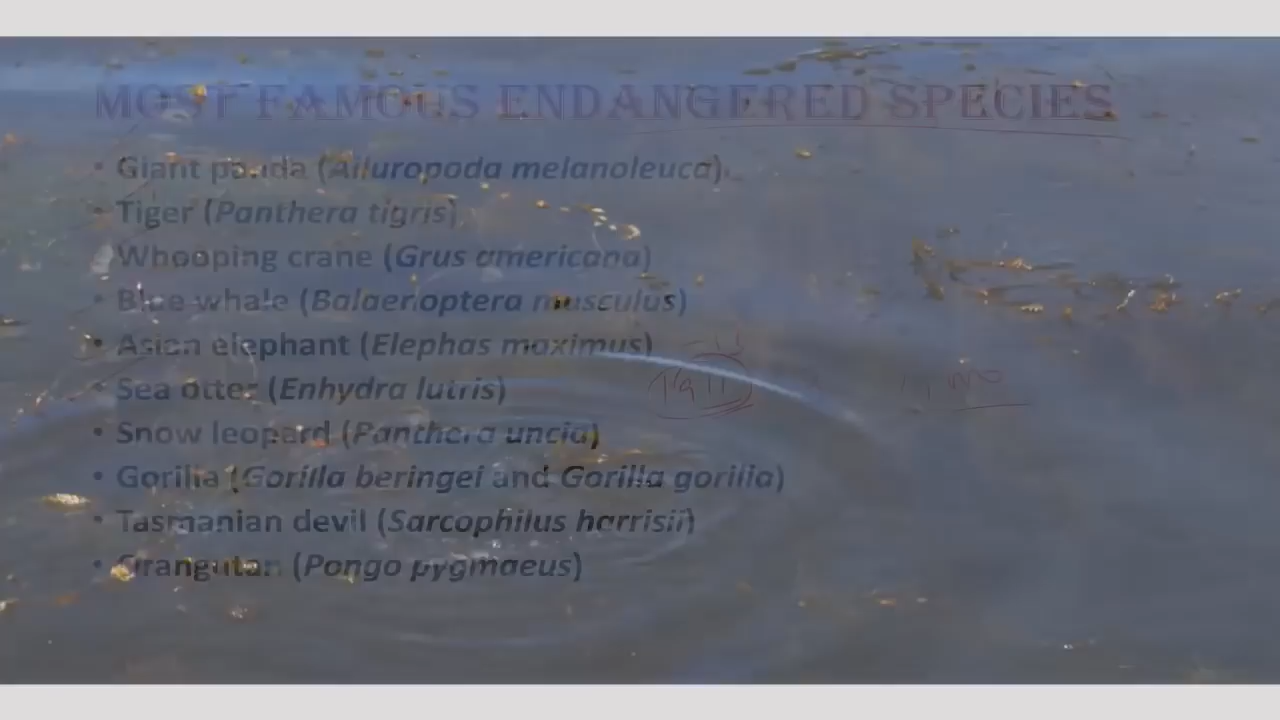 MOST FAMOUS ENDANGERED SPECIES
• Giant panda (Ailuropoda melanoleuca).
• Tiger (Panthera tigris)
• Whooping crane (Grus americana)
• Blue whale (Balaenoptera musculus)
• Asian elephant (Elephas maximus)
• Sea otter (Enhydra lutris)
• Snow leopard (Panthera uncia)
• Gorilla (Gorilla beringei and Gorilla gorilla)
• Tasmanian devil (Sarcophilus harrisii)
• Orangutan (Pongo pygmaeus)
1911